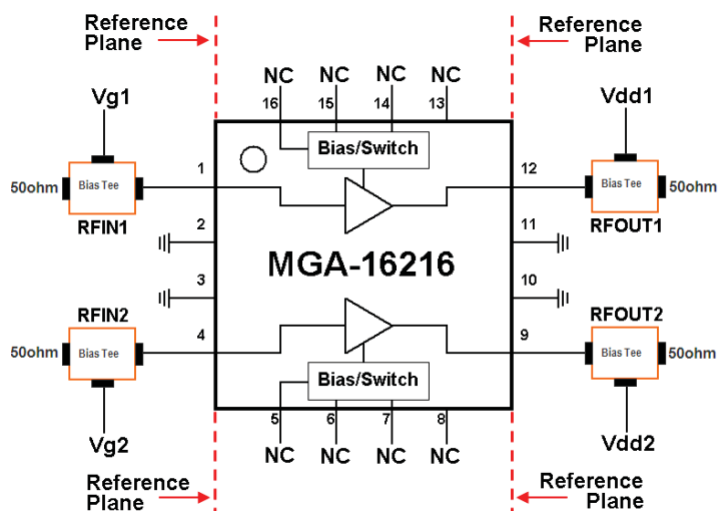 Reference
Plane
Reference
Plane
NC
NC
NC
NC
16
15
14
13
Vg1
Vdd1
Bias/Switch
1
12
50ohm
Bias Tee
Bias Tee
50ohm
RFIN1
RFOUT1
2
11
MGA-16216
3
10
RFIN2
RFOUT2
4
9
50ohm
Bias Tee
Bias Tee
50ohm
Bias/Switch
5
6
7
8
Vg2
Vdd2
NC
NC
NC
NC
Reference
Plane
Reference
Plane